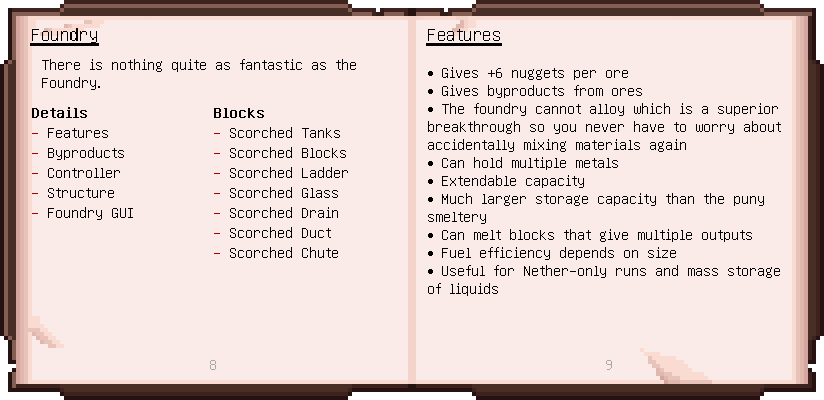 Foundry
There is nothing quite as fantastic as the
Foundry.
Details
- Features
- Byproducts
- Controller
- Structure
- Foundry GUI
Blocks
- Scorched Tanks
- Scorched Blocks
- Scorched Ladder
- Scorched Glass
- Scorched Drain
- Scorched Duct
- Scorched Chute
8
Features
• Gives +6 nuggets per ore
• Gives byproducts from ores
• The foundry cannot alloy which is a superior
breakthrough so you never have to worry about
accidentally mixing materials again
• Can hold multiple metals
• Extendable capacity
• Much larger storage capacity than the puny
smeltery
• Can melt blocks that give multiple outputs
• Fuel efficiency depends on size
• Useful for Nether-only runs and mass storage
of liquids
9